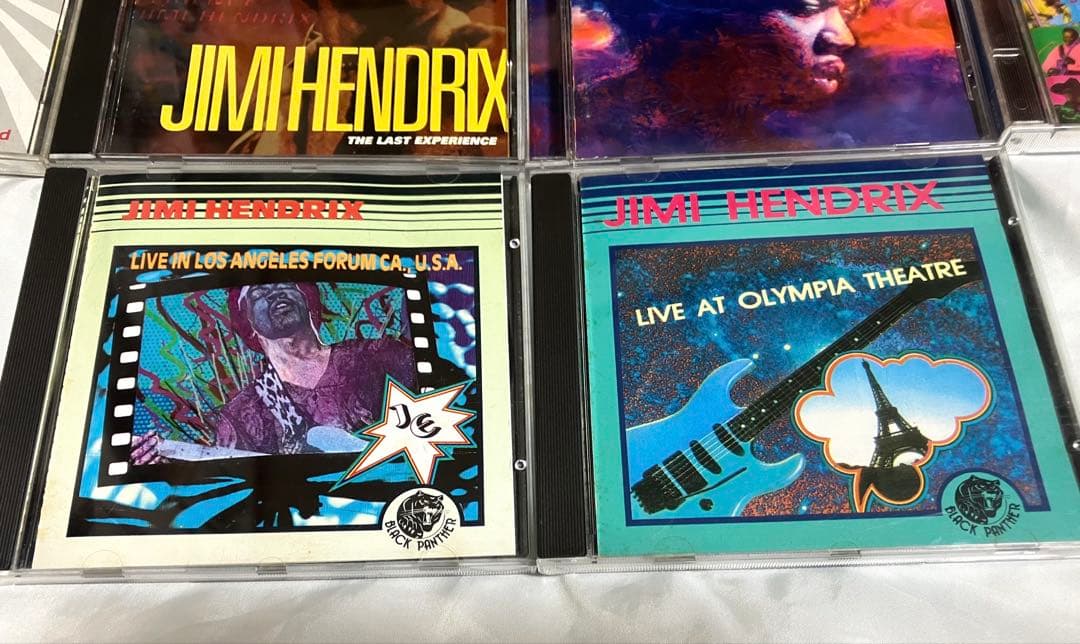 JIMI HENDRIX
THE LAST EXPERIENCE
d
JIMI HENDRIX
LIVE IN LOS ANGELES FORUM CA., U.S.A.
JE
BLACK PANTHER
JIMI HENDRIX
LIVE AT OLYMPIA THEATRE
BLACK PANTHER